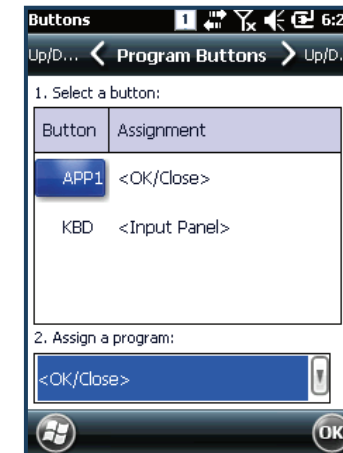 Buttons 1 6:2
Up/D... Program Buttons Up/D.
1. Select a button:
Button Assignment
APP1 <OK/Close>
KBD <Input Panel>
2. Assign a program:
<OK/Close>
OK